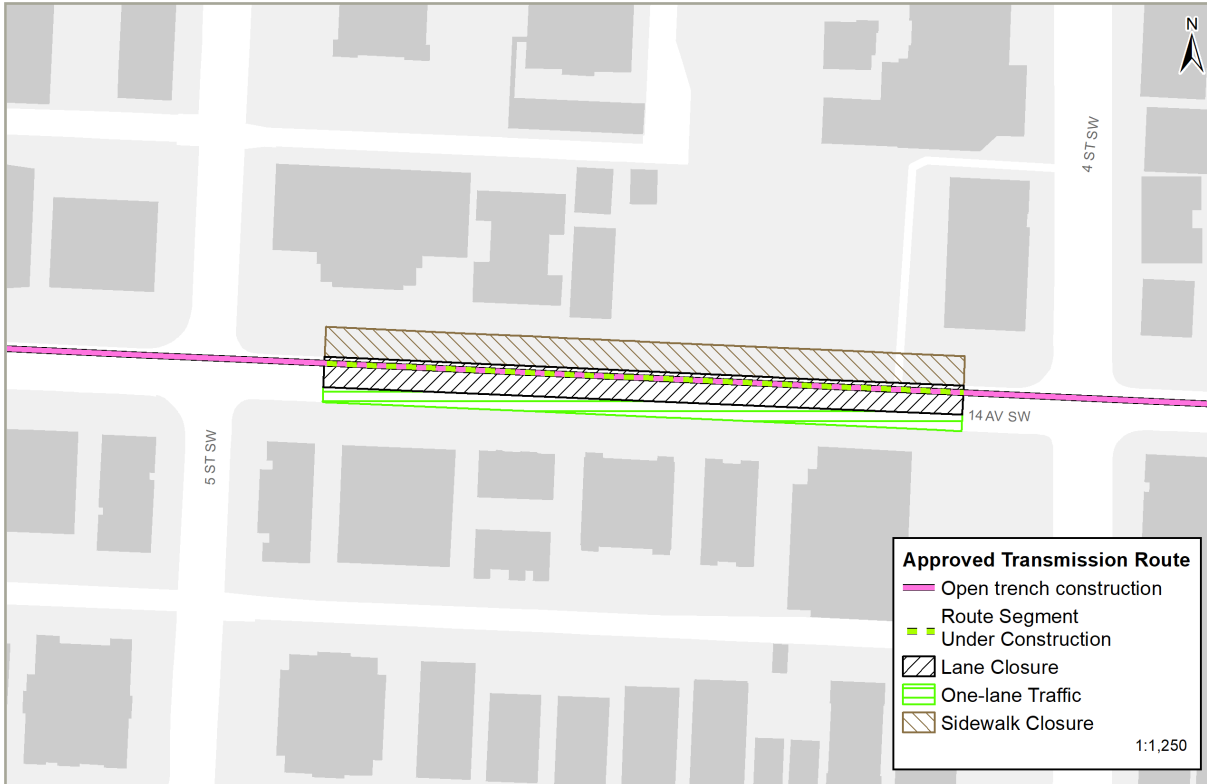 N
4 ST SW
5 ST SW
14 AV SW
Approved Transmission Route
Open trench construction
Route Segment
Under Construction
Lane Closure
One-lane Traffic
Sidewalk Closure
1:1,250